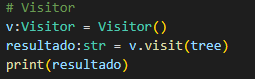 # Visitor
v:Visitor = Visitor()
resultado:str = v.visit(tree)
print(resultado)